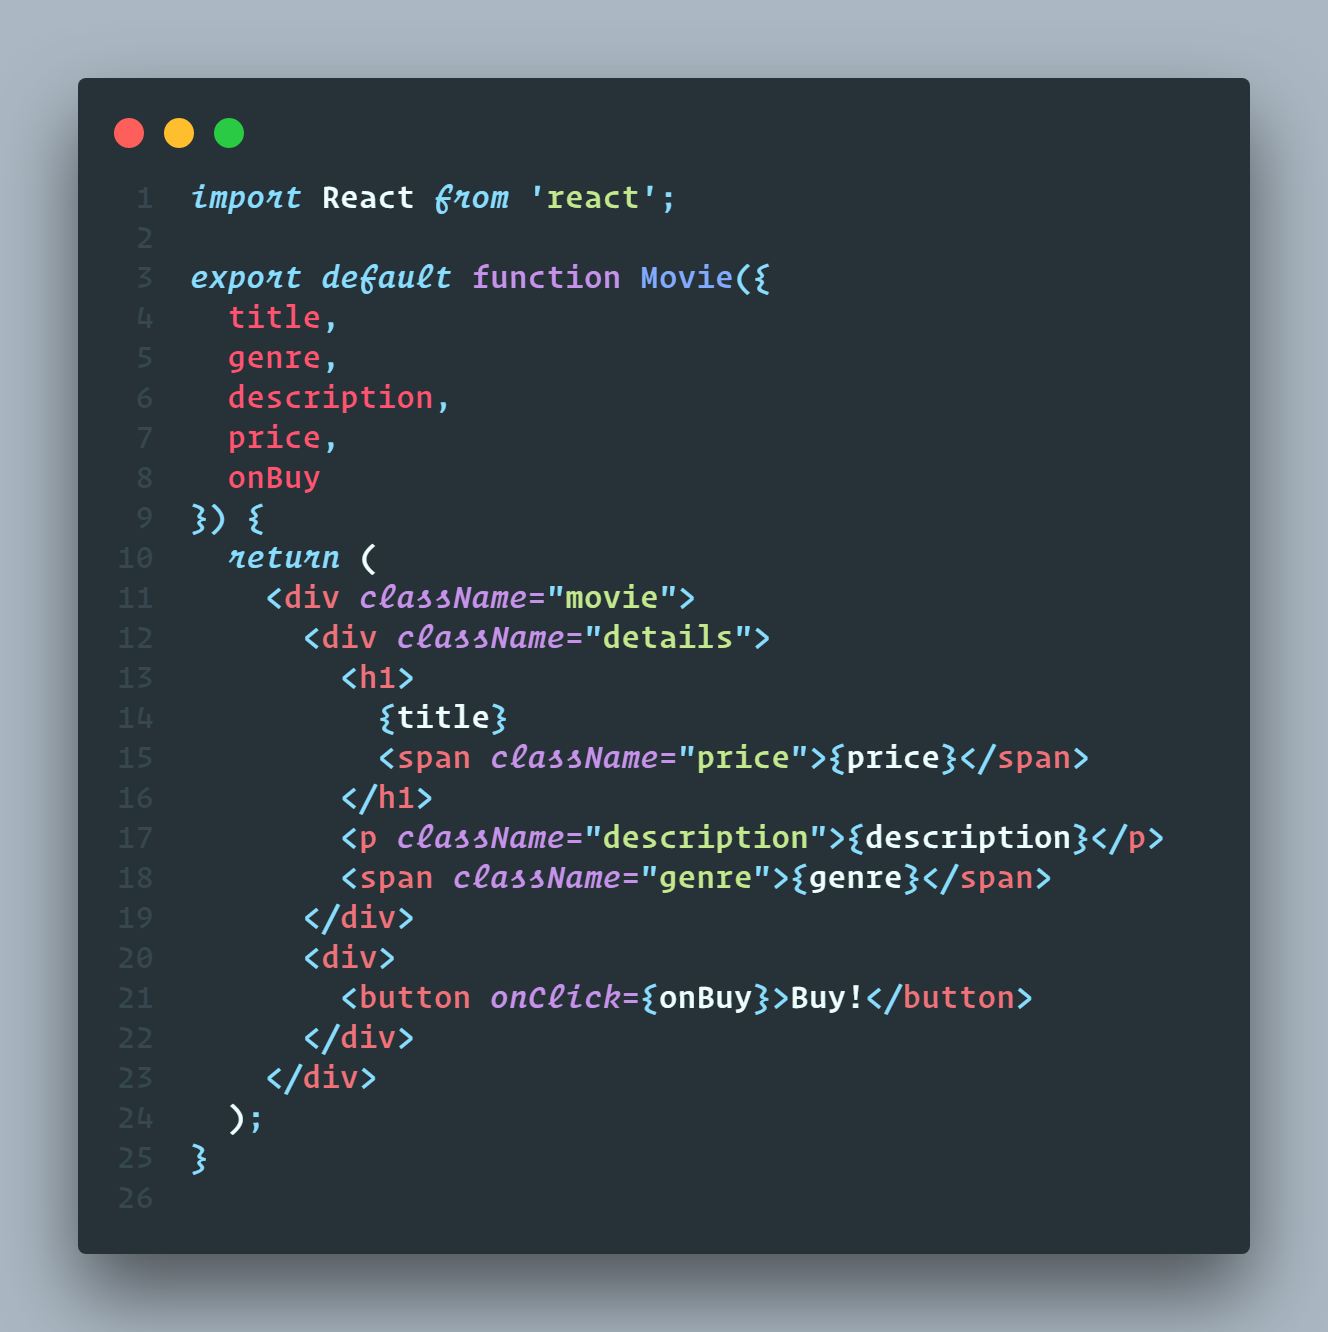 1 import React from 'react';
2
3 export default function Movie({
4   title,
5   genre,
6   description,
7   price,
8   onBuy
9 }) {
10   return (
11     <div className="movie">
12       <div className="details">
13         <h1>
14           {title}
15           <span className="price">{price}</span>
16         </h1>
17         <p className="description">{description}</p>
18         <span className="genre">{genre}</span>
19       </div>
20       <div>
21         <button onClick={onBuy}>Buy!</button>
22       </div>
23     </div>
24   );
25 }
26